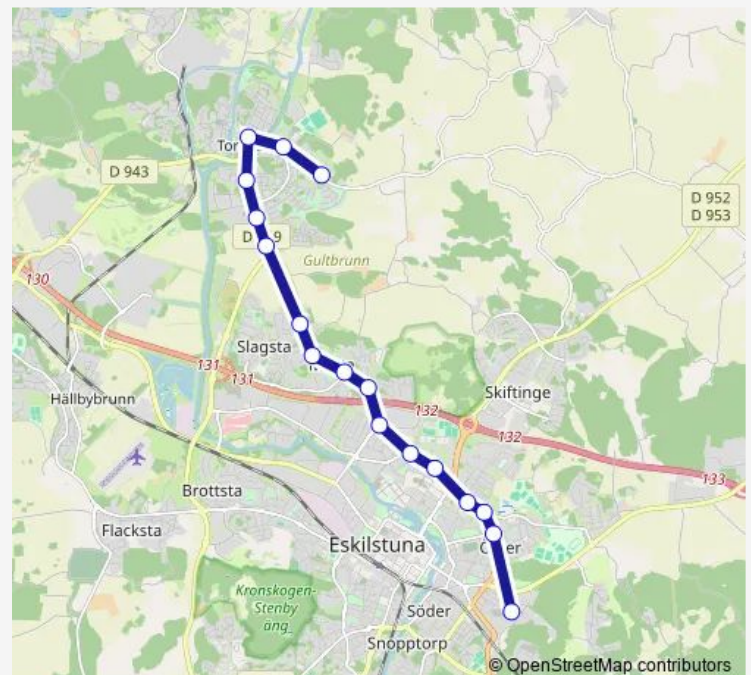 Tor
D 943
D 952
D 953
D 9
Gultbrunn
130
Slagsta
131
131
Skiftinge
Hällbybrunn
132
132
133
Brottsta
Flacksta
Eskilstuna
Kronskogen-
Stenby
äng
Söder
Snopptorp
© OpenStreetMap contributors